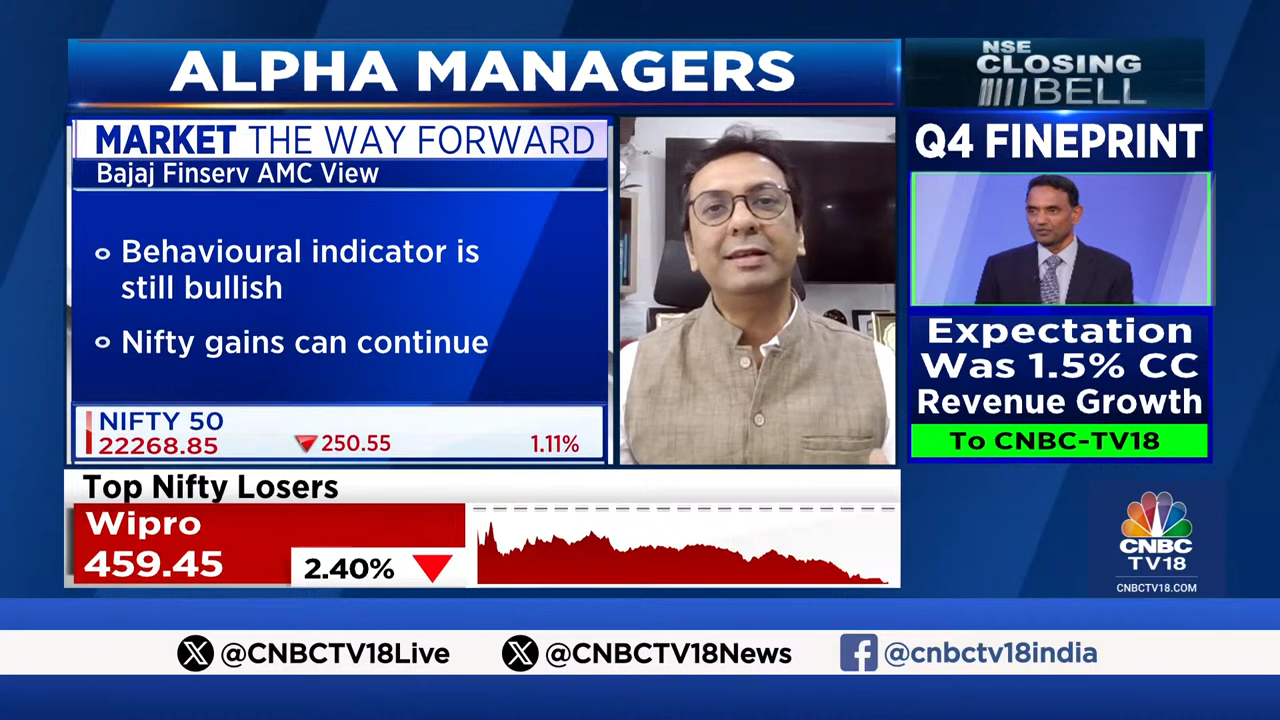 ALPHA MANAGERS
MARKET THE WAY FORWARD
Bajaj Finserv AMC View
Behavioural indicator is
still bullish
Nifty gains can continue
NIFTY 50
22268.85 250.55 1.11%
Top Nifty Losers
Wipro
459.45 2.40%
NSE
CLOSING
BELL
Q4 FINEPRINT
Expectation
Was 1.5% CC
Revenue Growth
To CNBC-TV18
CNBC
TV18
CNBCTV18.COM
@CNBCTV18Live @CNBCTV18News @cnbctv18india